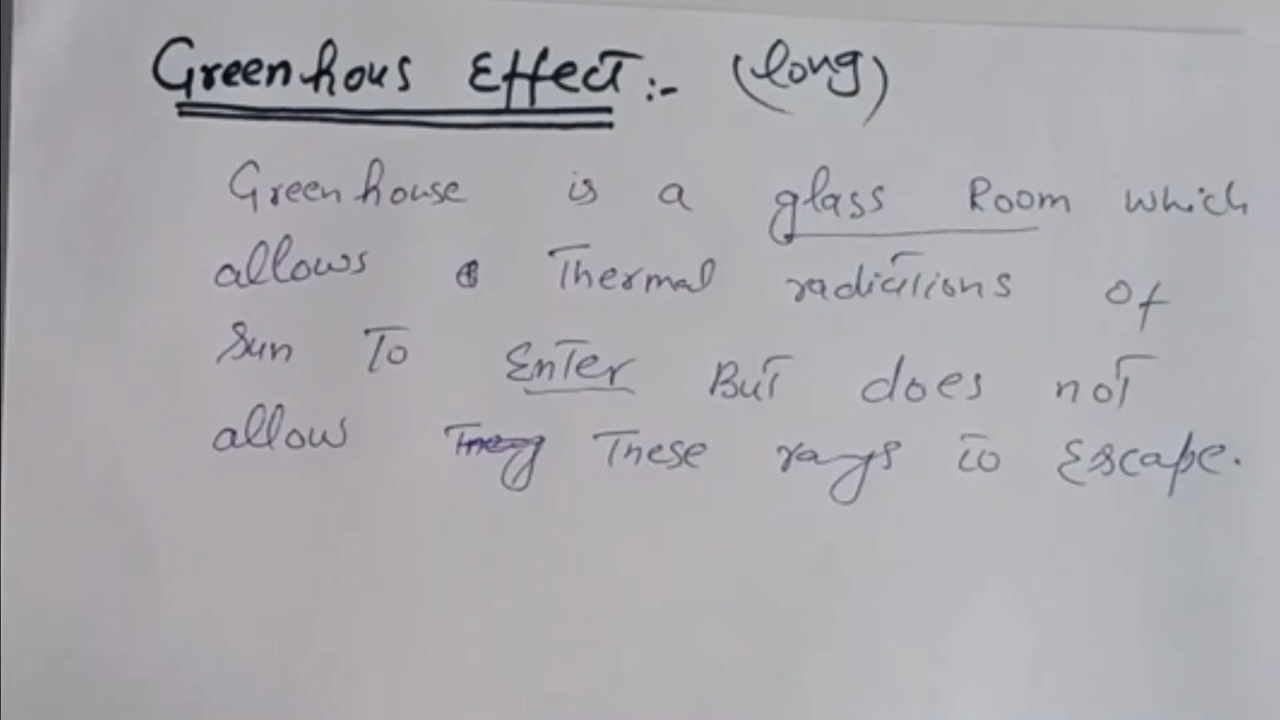 Greenhous Effect:- (long)
Greenhouse is a glass Room which
allows Thermal radiations of
Sun To Enter But does not
allow These rays to Escape.